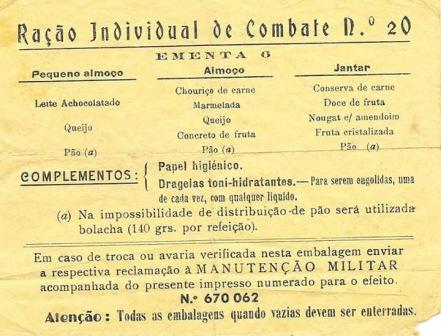 Ração Individual de Combate N.º 20
EMENTA 6
Pequeno almoço Almoço Jantar
Chouriço de carne Conserva de carne
Leite Achocolatado Marmelada Doce de fruta
Queijo Queijo Nougat c/ amendoim
Concreto de fruta Fruta cristalizada
Pão (a) Pão (a) Pão (a)
COMPLEMENTOS: Papel higiénico.
Drageias toni-hidratantes.—Para serem engolidas, uma
de cada vez, com qualquer líquido.
(a) Na impossibilidade de distribuição de pão será utilizada
bolacha (140 grs. por refeição).
Em caso de troca ou avaria verificada nesta embalagem enviar
a respectiva reclamação à MANUTENÇÃO MILITAR
acompanhada do presente impresso numerado para o efeito.
N.º 670 062
Atenção: Todas as embalagens quando vazias devem ser enterradas.